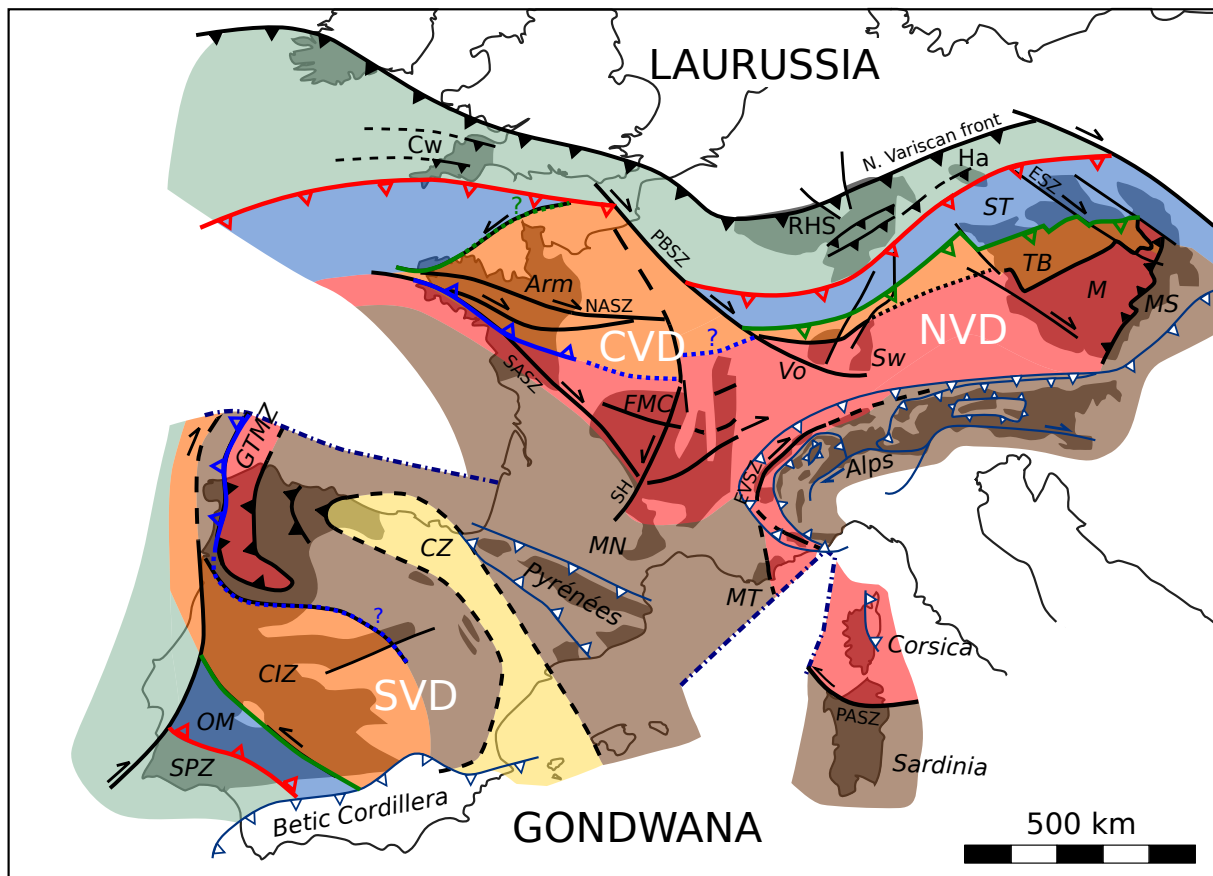 LAURUSSIA
N. Variscan front
Cw
Ha
ESZ
RHS
ST
?
PBSZ
TB
Arm
NASZ
M
MS
CVD
?
NVD
Vo
Sw
SASZ
FMC
GTMZ
Alps
EVSZ
SH
CZ
MN
Pyrénées
MT
?
Corsica
CIZ
SVD
OM
PASZ
SPZ
Sardinia
Betic Cordillera
GONDWANA
500 km